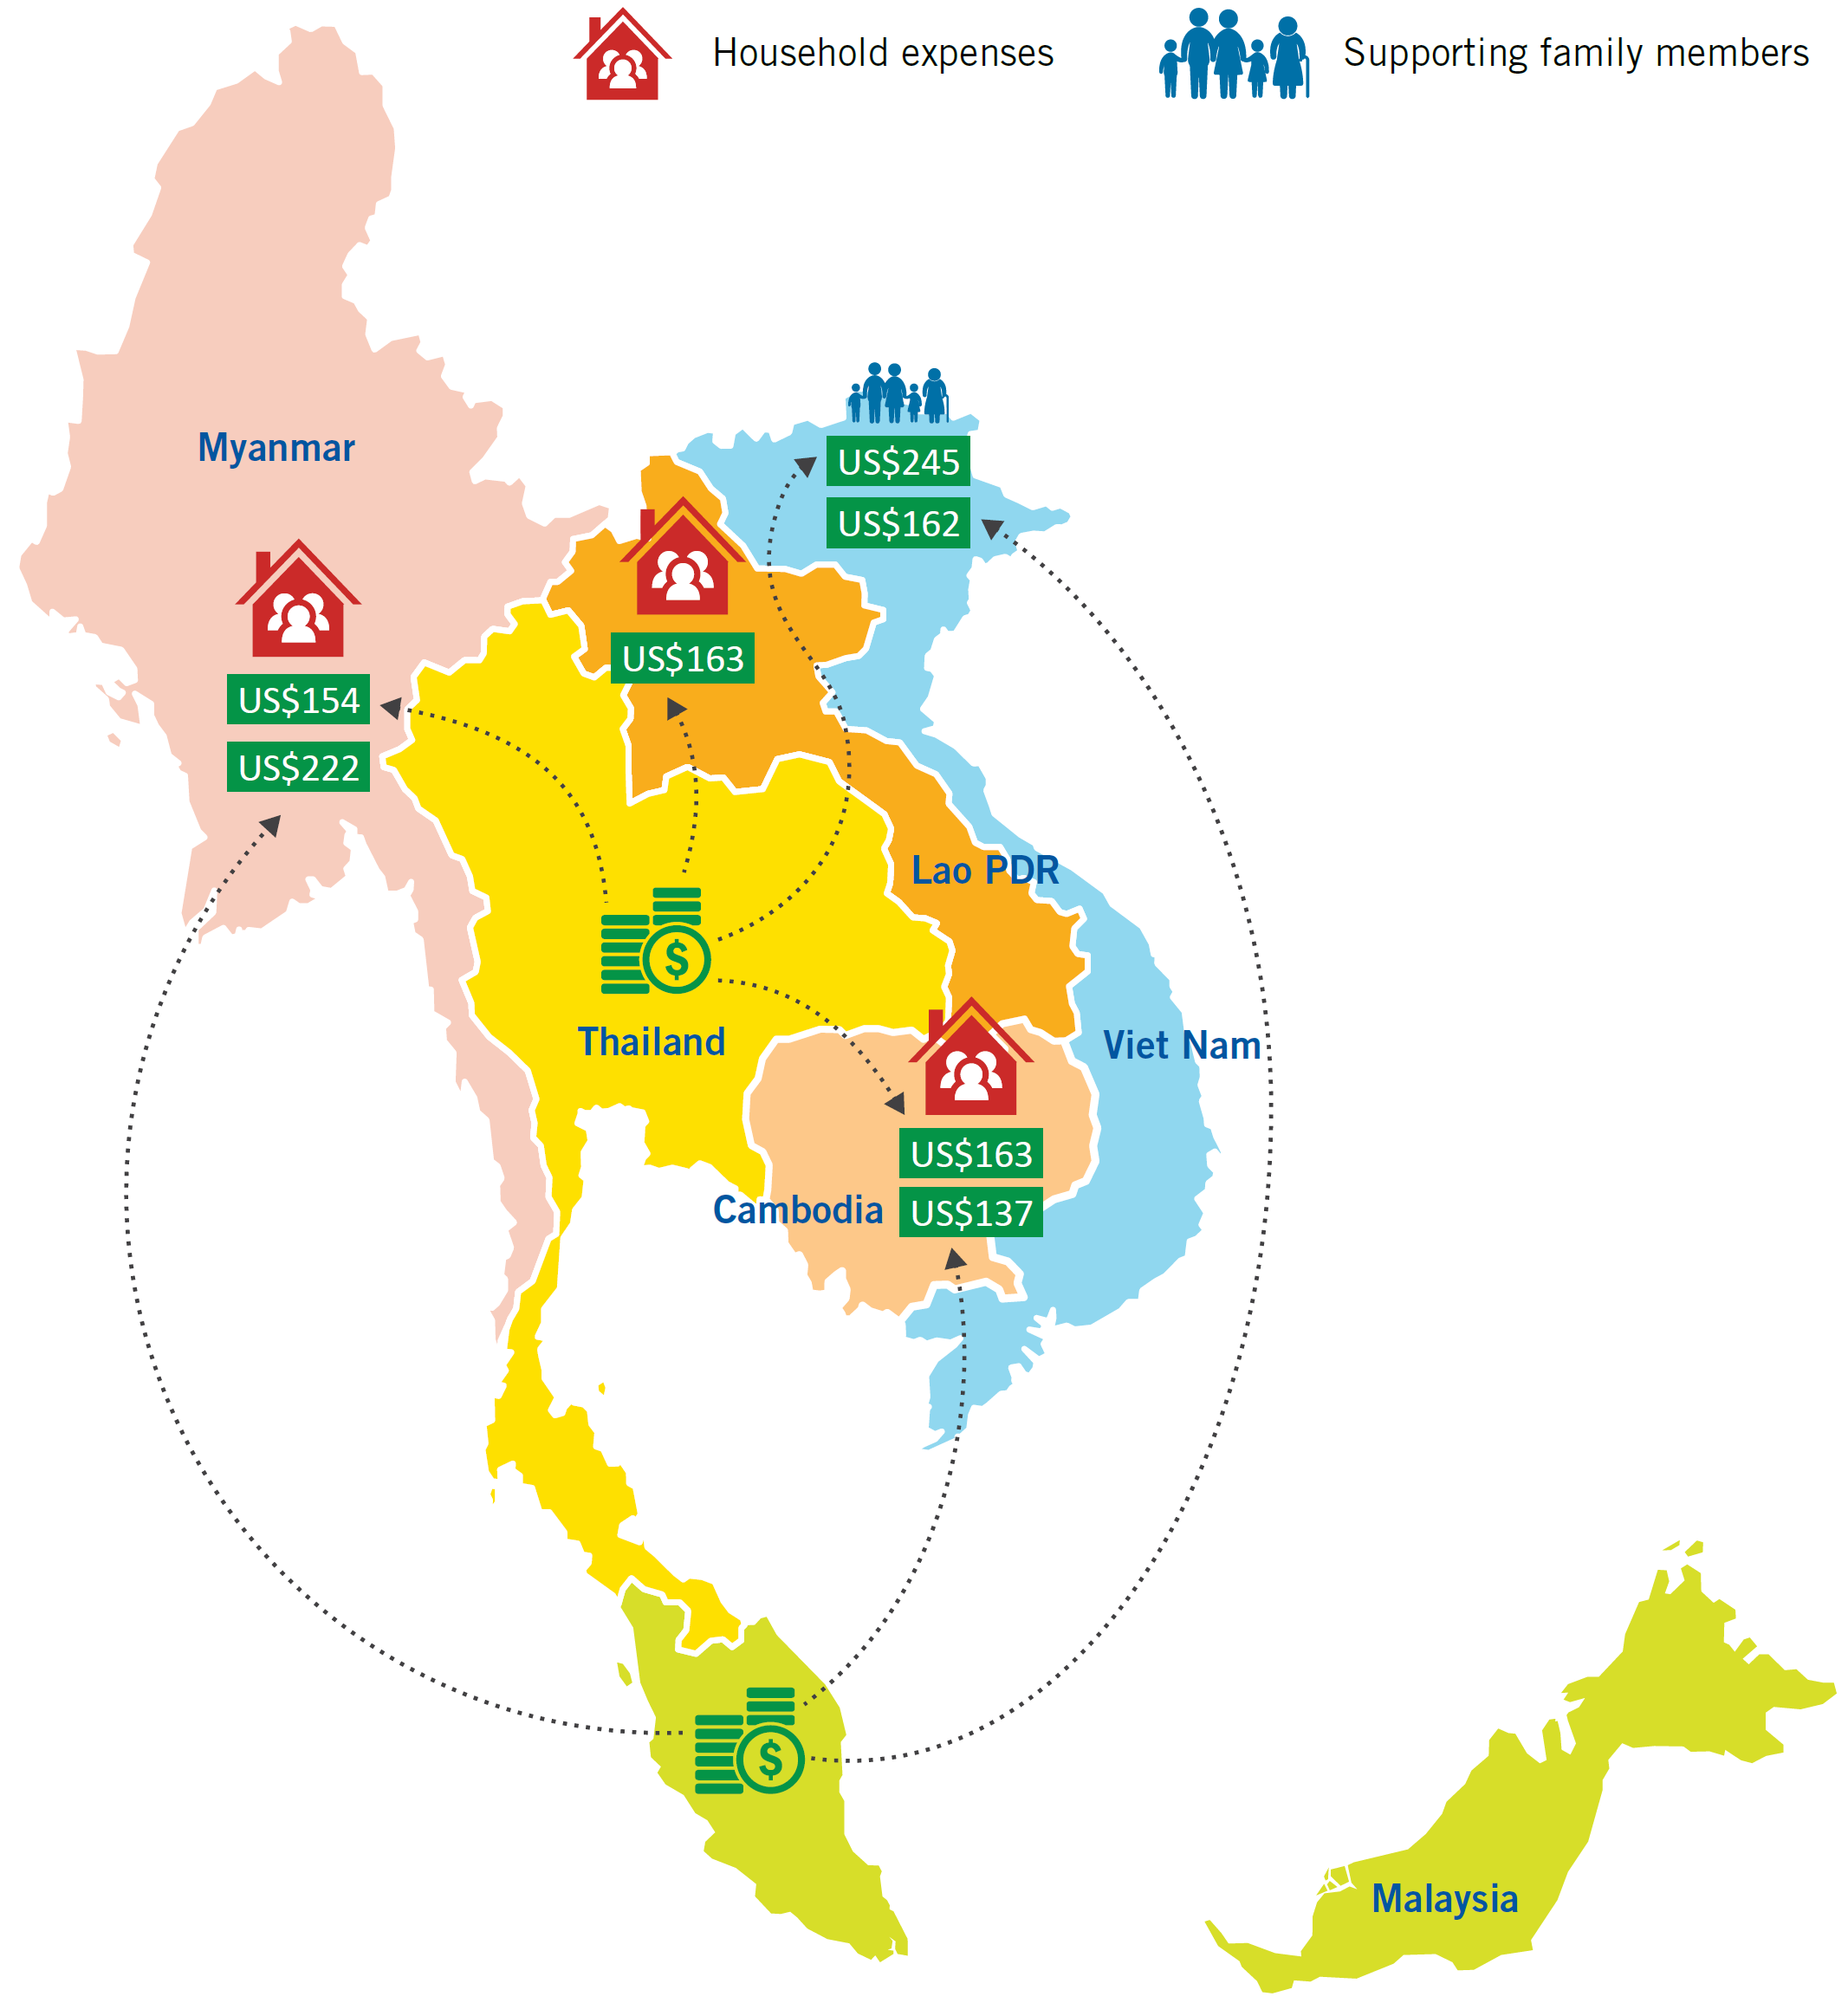 Household expenses
Supporting family members
Myanmar
US$245
US$162
US$163
US$154
US$222
Lao PDR
Thailand
Viet Nam
US$163
Cambodia
US$137
$
$
Malaysia